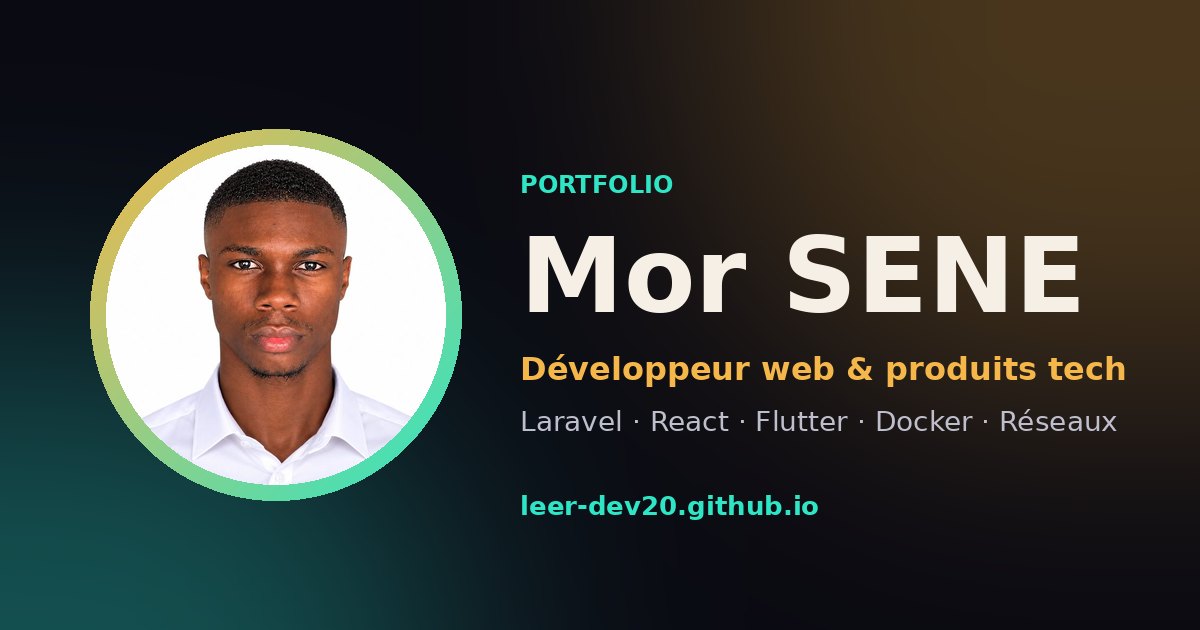 PORTFOLIO
Mor SENE
Développeur web & produits tech
Laravel · React · Flutter · Docker · Réseaux
leer-dev20.github.io